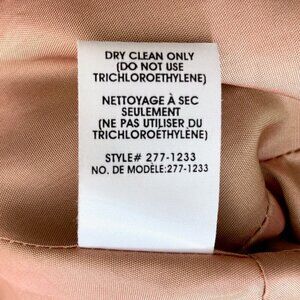 DRY CLEAN ONLY
(DO NOT USE
TRICHLOROETHYLENE)
NETTOYAGE À SEC
SEULEMENT
(NE PAS UTILISER DU
TRICHLOROÉTHYLÈNE)
STYLE# 277-1233
NO. DE MODÈLE:277-1233